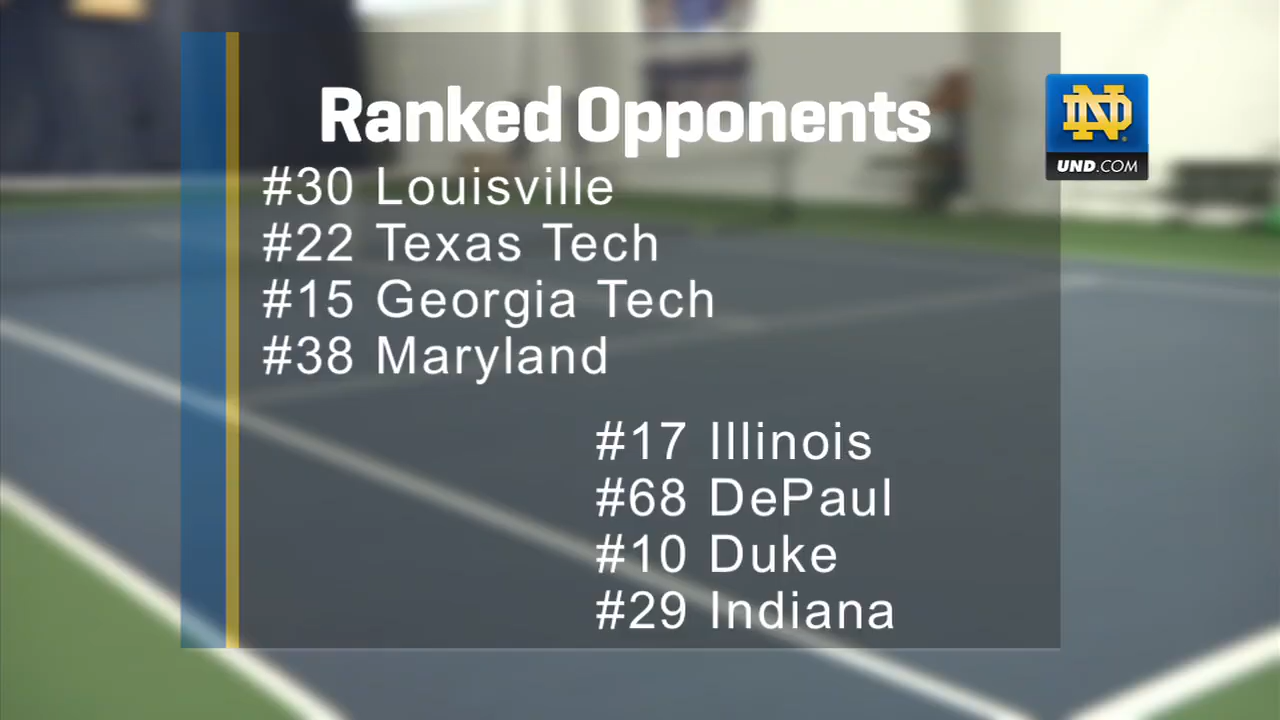 Ranked Opponents
#30 Louisville
#22 Texas Tech
#15 Georgia Tech
#38 Maryland
#17 Illinois
#68 DePaul
#10 Duke
#29 Indiana
ND
UND.COM